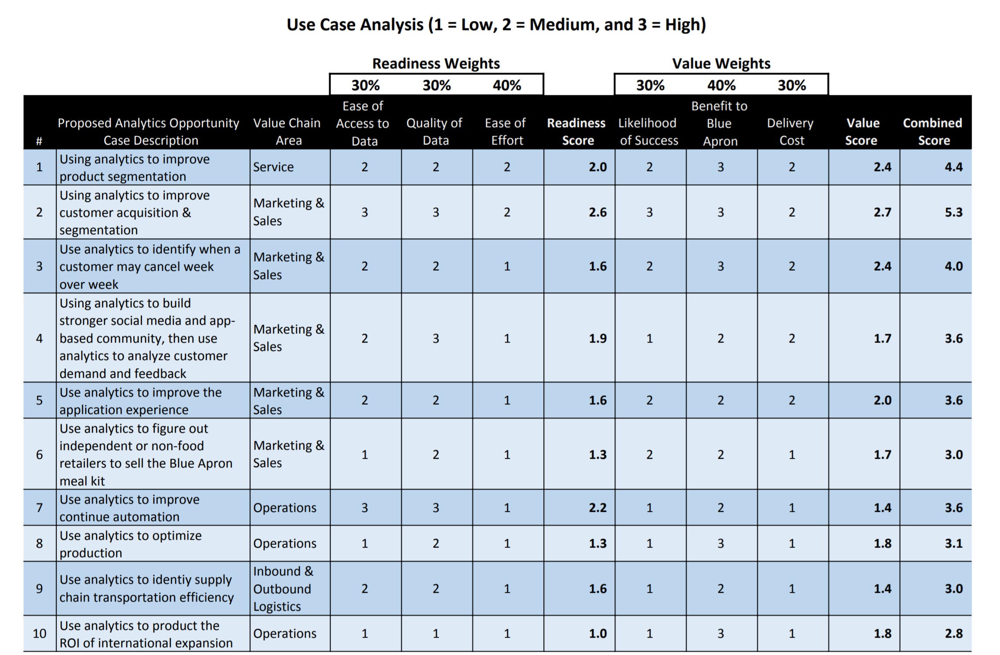 Use Case Analysis (1 = Low, 2 = Medium, and 3 = High)
Readiness Weights
Value Weights
30% 30% 40% 30% 40% 30%
# Proposed Analytics Opportunity Case Description Value Chain Area Ease of Access to Data Quality of Data Ease of Effort Readiness Score Likelihood of Success Benefit to Blue Apron Delivery Cost Value Score Combined Score
1 Using analytics to improve product segmentation Service 2 2 2 2.0 2 3 2 2.4 4.4
2 Using analytics to improve customer acquisition & segmentation Marketing & Sales 3 3 2 2.6 3 3 2 2.7 5.3
3 Use analytics to identify when a customer may cancel week over week Marketing & Sales 2 2 1 1.6 2 3 2 2.4 4.0
4 Using analytics to build stronger social media and app-based community, then use analytics to analyze customer demand and feedback Marketing & Sales 2 3 1 1.9 1 2 2 1.7 3.6
5 Use analytics to improve the application experience Marketing & Sales 2 2 1 1.6 2 2 2 2.0 3.6
6 Use analytics to figure out independent or non-food retailers to sell the Blue Apron meal kit Marketing & Sales 1 2 1 1.3 2 2 1 1.7 3.0
7 Use analytics to improve continue automation Operations 3 3 1 2.2 1 2 1 1.4 3.6
8 Use analytics to optimize production Operations 1 2 1 1.3 1 3 1 1.8 3.1
9 Use analytics to identiy supply chain transportation efficiency Inbound & Outbound Logistics 2 2 1 1.6 1 2 1 1.4 3.0
10 Use analytics to product the ROI of international expansion Operations 1 1 1 1.0 1 3 1 1.8 2.8